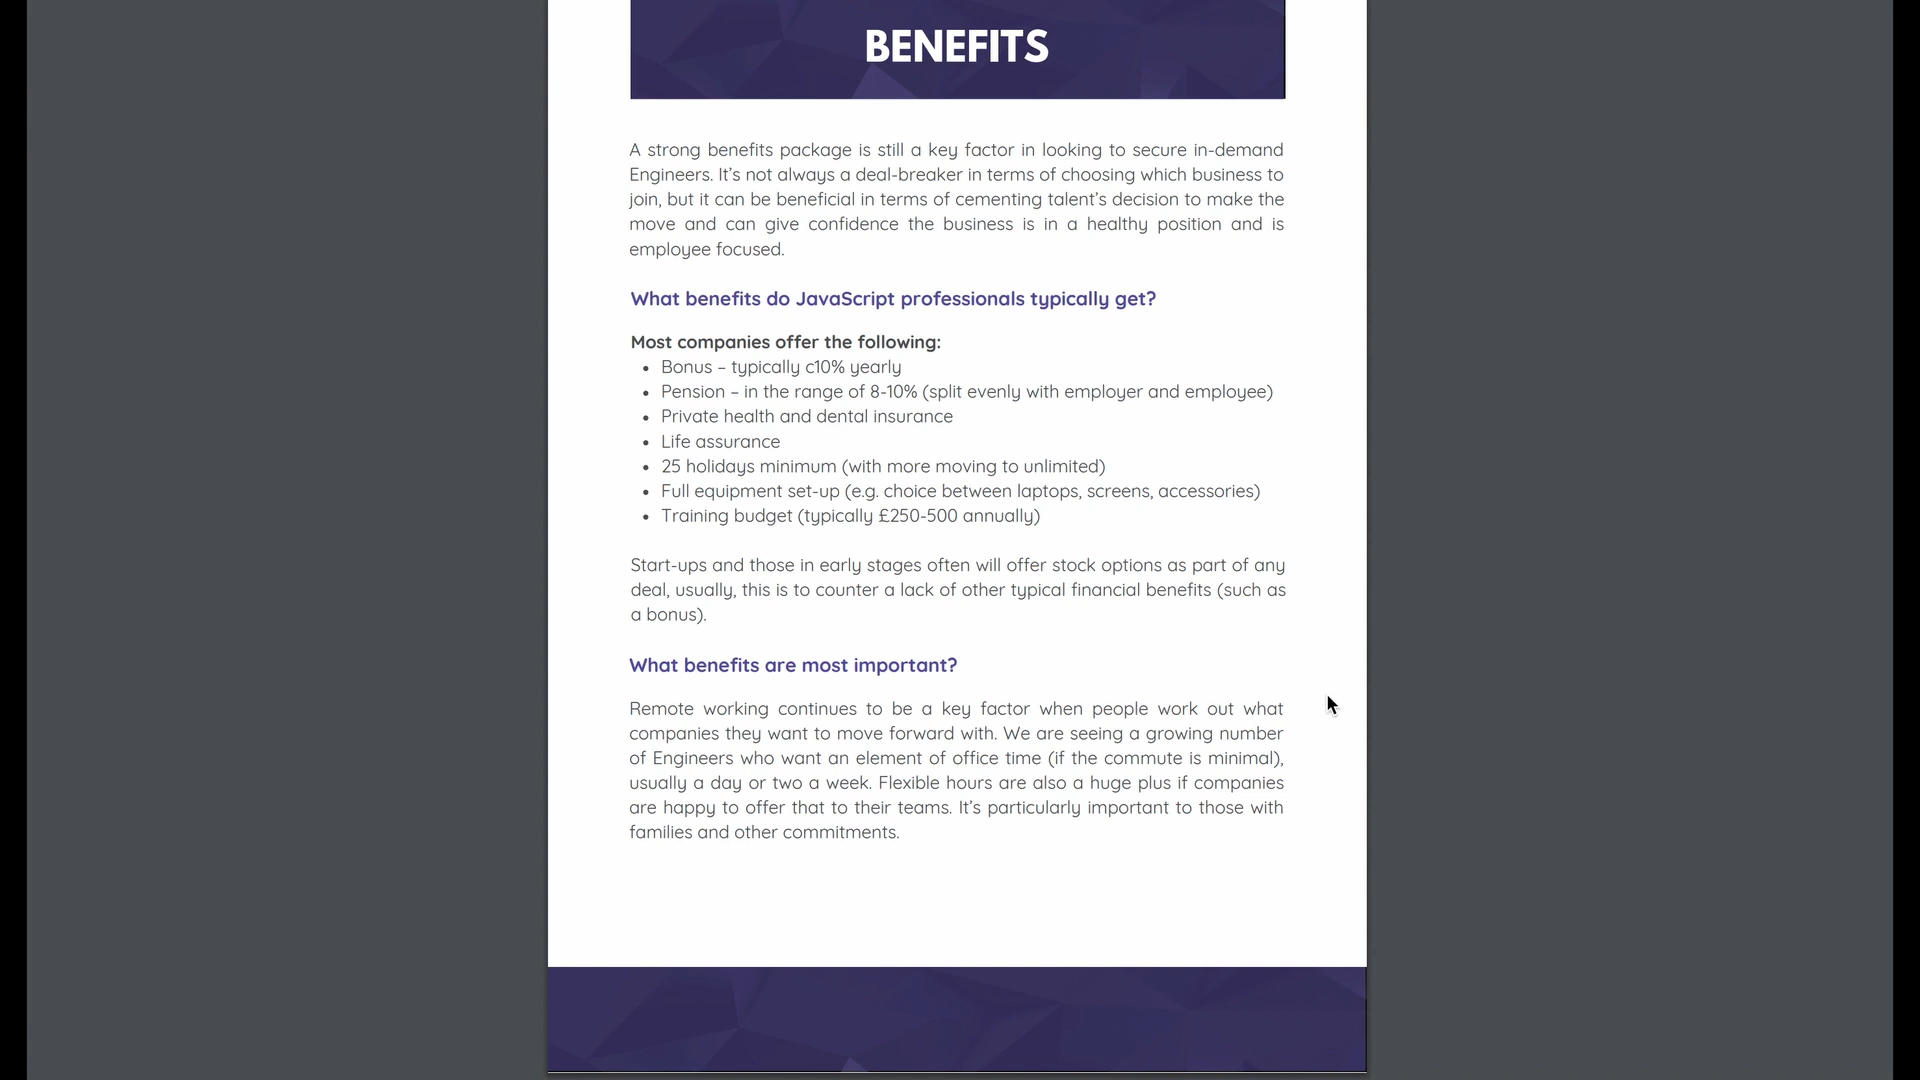 BENEFITS
A strong benefits package is still a key factor in looking to secure in-demand
Engineers. It’s not always a deal-breaker in terms of choosing which business to
join, but it can be beneficial in terms of cementing talent’s decision to make the
move and can give confidence the business is in a healthy position and is
employee focused.
What benefits do JavaScript professionals typically get?
Most companies offer the following:
• Bonus – typically c10% yearly
• Pension – in the range of 8-10% (split evenly with employer and employee)
• Private health and dental insurance
• Life assurance
• 25 holidays minimum (with more moving to unlimited)
• Full equipment set-up (e.g. choice between laptops, screens, accessories)
• Training budget (typically £250-500 annually)
Start-ups and those in early stages often will offer stock options as part of any
deal, usually, this is to counter a lack of other typical financial benefits (such as
a bonus).
What benefits are most important?
Remote working continues to be a key factor when people work out what
companies they want to move forward with. We are seeing a growing number
of Engineers who want an element of office time (if the commute is minimal),
usually a day or two a week. Flexible hours are also a huge plus if companies
are happy to offer that to their teams. It’s particularly important to those with
families and other commitments.